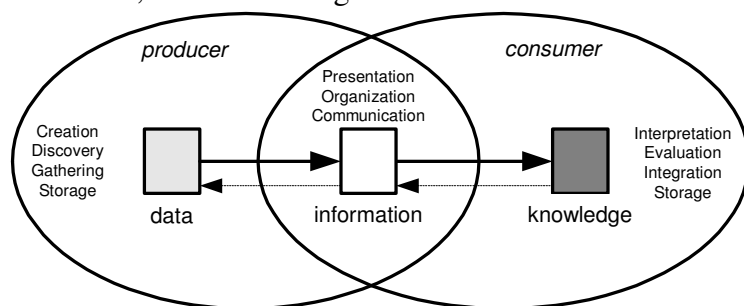 producer
consumer
Presentation
Organization
Communication
Creation
Discovery
Gathering
Storage
Interpretation
Evaluation
Integration
Storage
data
information
knowledge